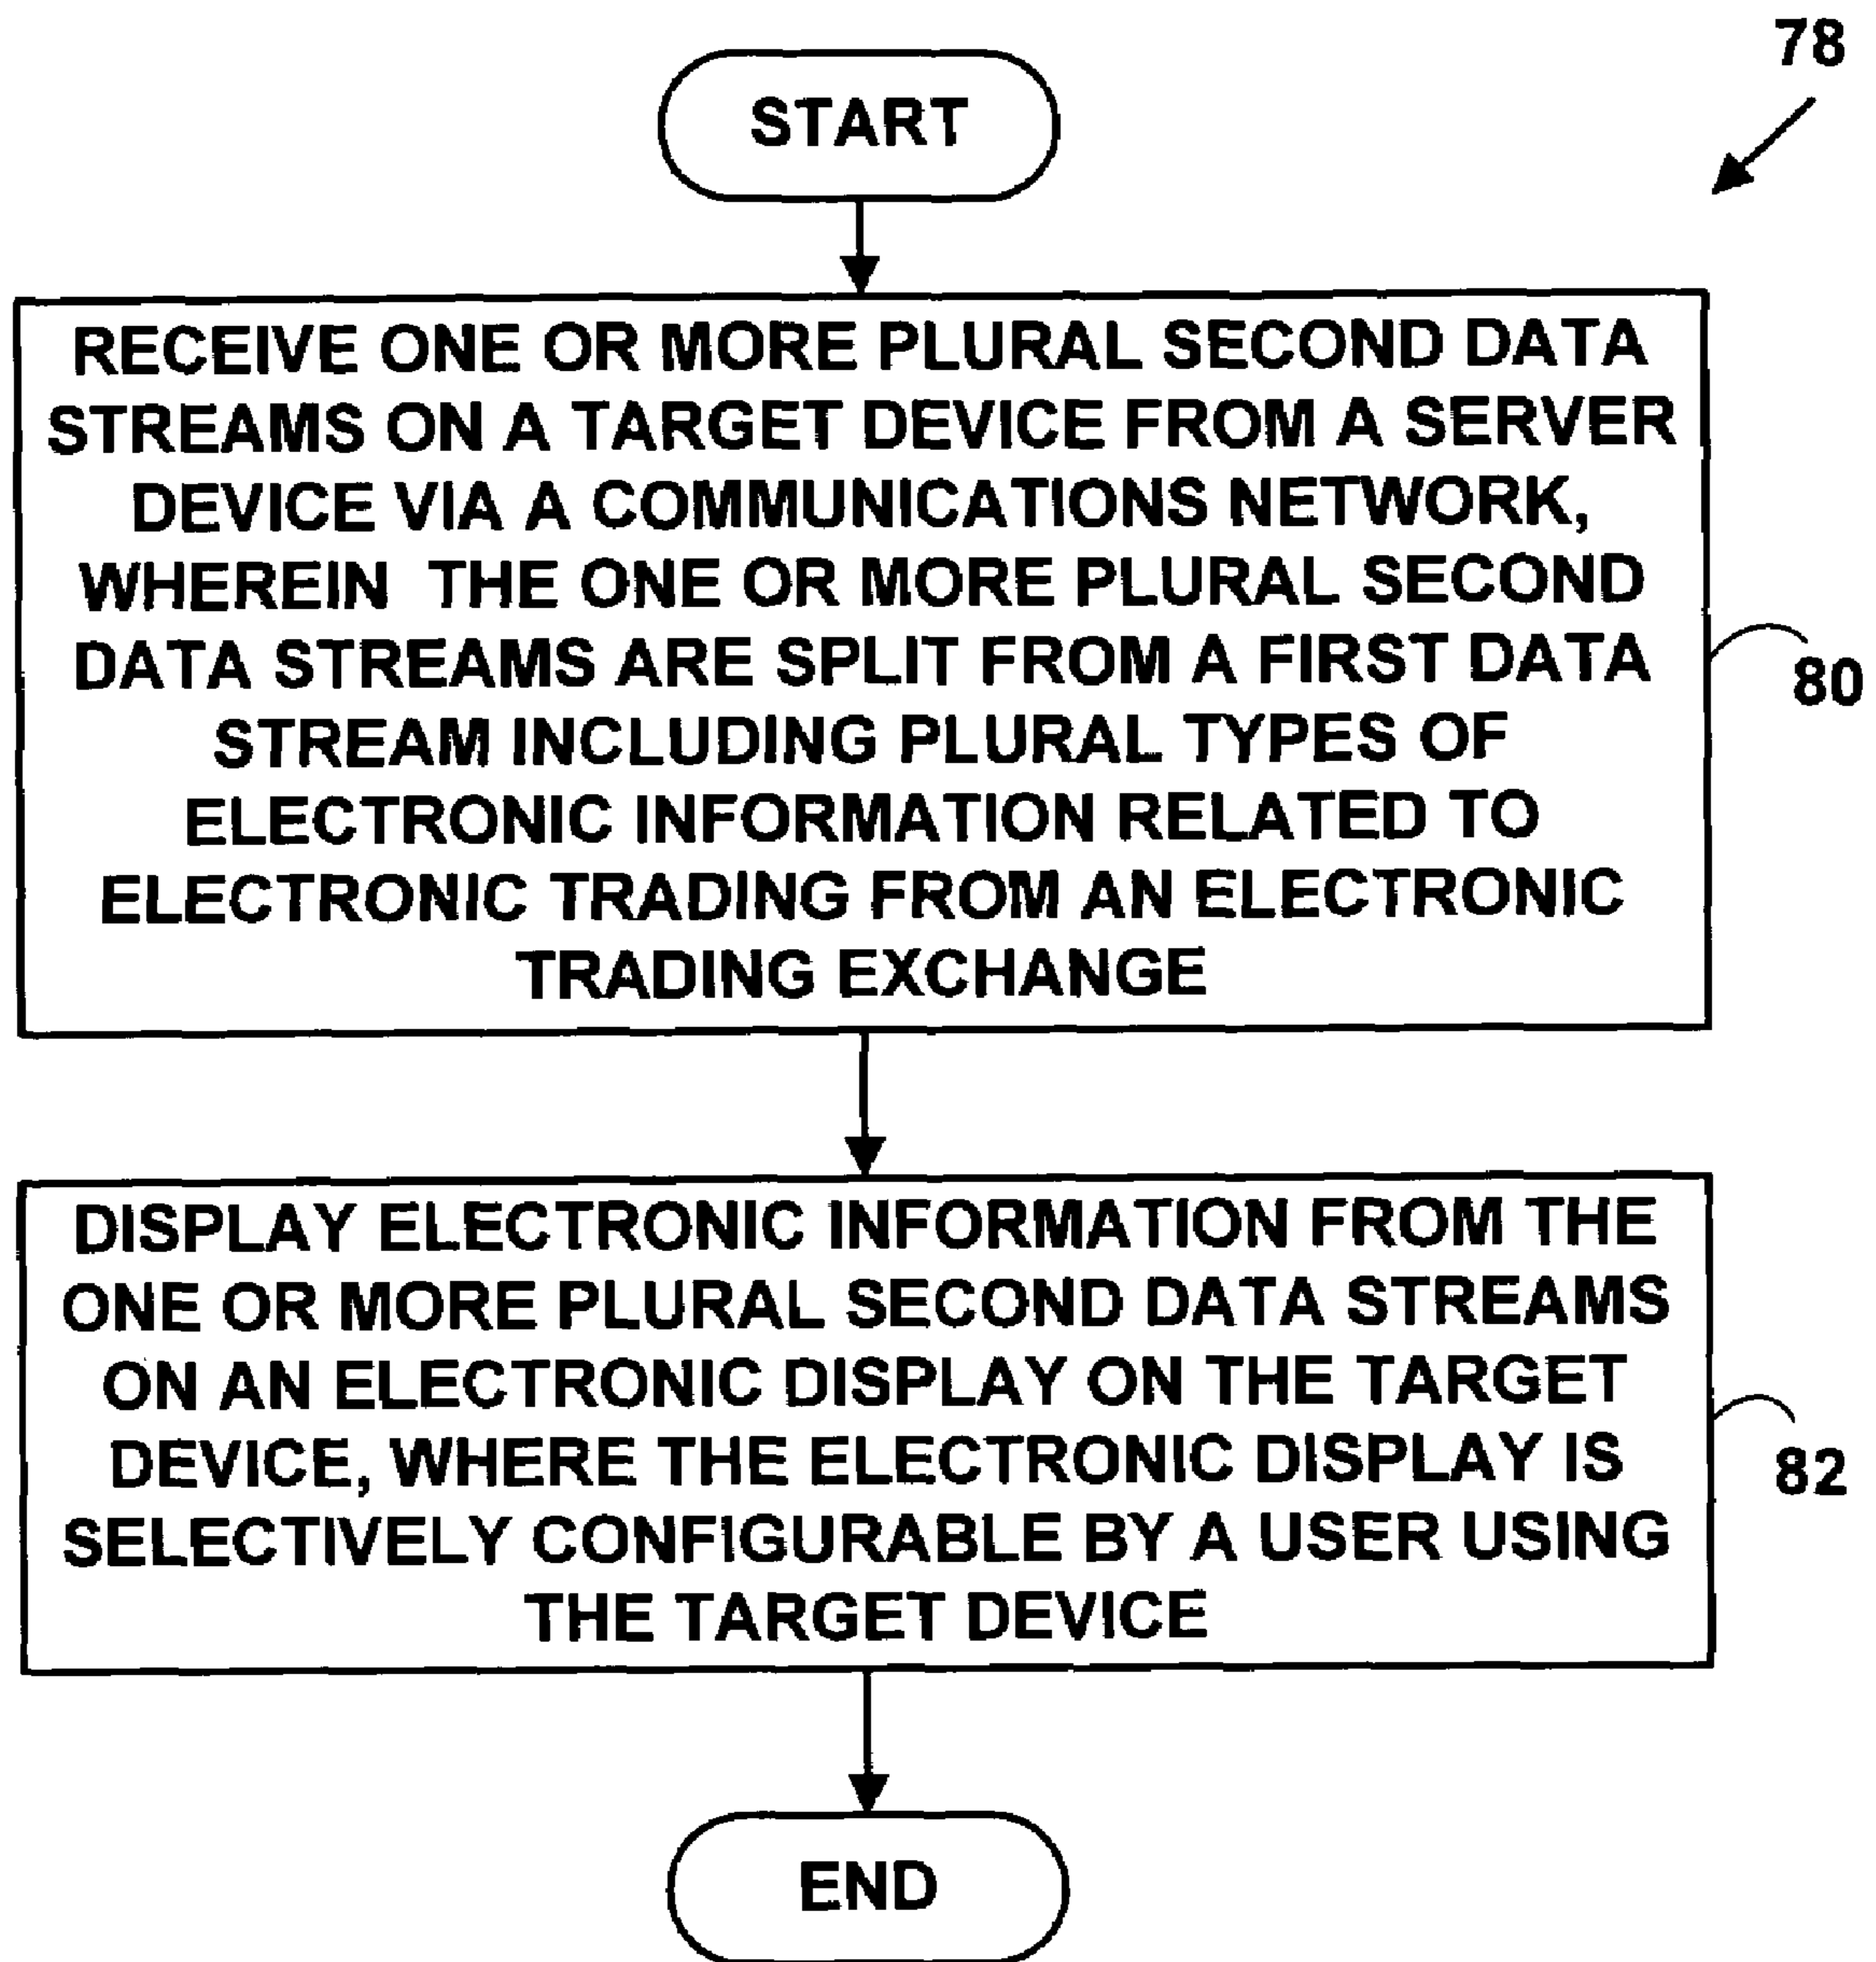 78
START
RECEIVE ONE OR MORE PLURAL SECOND DATA
STREAMS ON A TARGET DEVICE FROM A SERVER
DEVICE VIA A COMMUNICATIONS NETWORK,
WHEREIN THE ONE OR MORE PLURAL SECOND
DATA STREAMS ARE SPLIT FROM A FIRST DATA
STREAM INCLUDING PLURAL TYPES OF
ELECTRONIC INFORMATION RELATED TO
ELECTRONIC TRADING FROM AN ELECTRONIC
TRADING EXCHANGE
80
DISPLAY ELECTRONIC INFORMATION FROM THE
ONE OR MORE PLURAL SECOND DATA STREAMS
ON AN ELECTRONIC DISPLAY ON THE TARGET
DEVICE, WHERE THE ELECTRONIC DISPLAY IS
SELECTIVELY CONFIGURABLE BY A USER USING
THE TARGET DEVICE
82
END